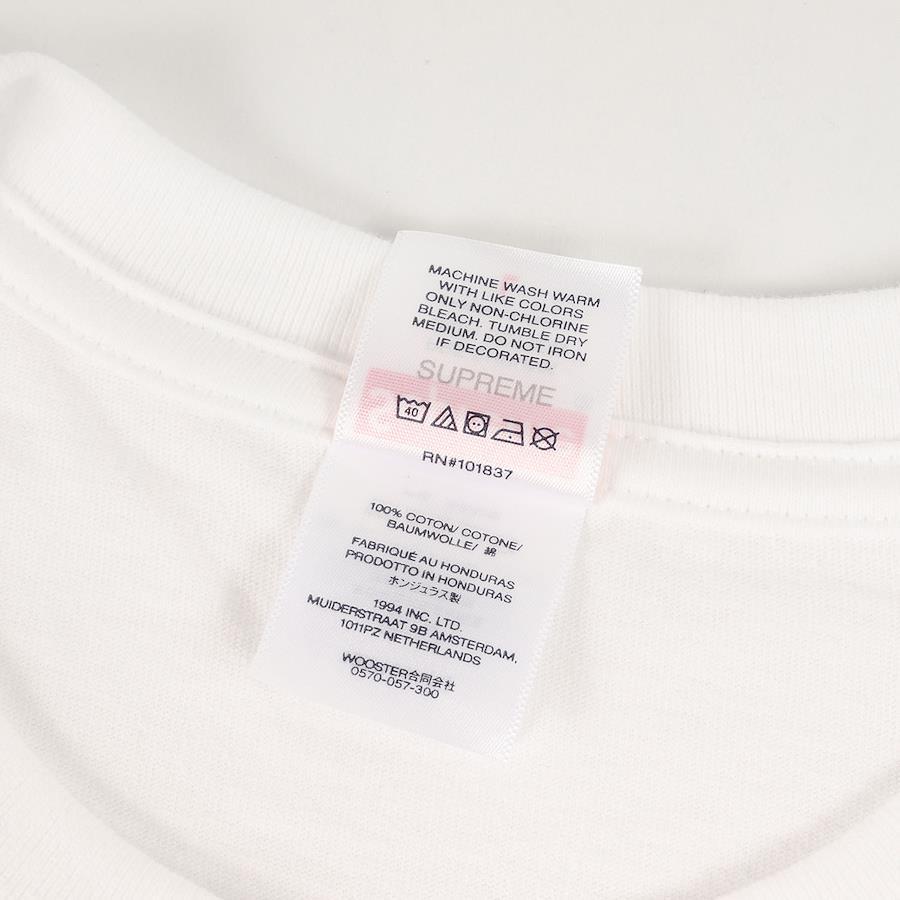 MACHINE WASH WARM
WITH LIKE COLORS
ONLY NON-CHLORINE
BLEACH. TUMBLE DRY
MEDIUM. DO NOT IRON
IF DECORATED.
SUPREME
40
RN#101837
100% COTON/ COTONE/
BAUMWOLLE/ 綿
FABRIQUÉ AU HONDURAS
PRODOTTO IN HONDURAS
ホンジュラス製
1994 INC. LTD.
MUIDERSTRAAT 9B AMSTERDAM,
1011PZ NETHERLANDS
WOOSTER合同会社
0570-057-300